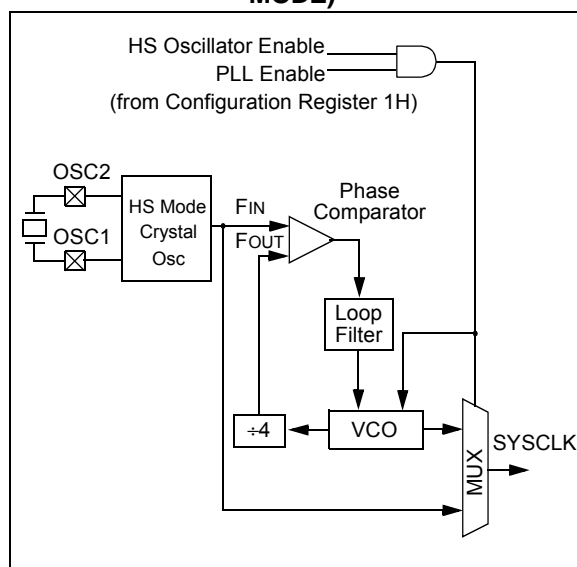 MODE)
HS Oscillator Enable
PLL Enable
(from Configuration Register 1H)
OSC2
OSC1
HS Mode
Crystal
Osc
FIN
FOUT
Phase
Comparator
Loop
Filter
÷4
VCO
MUX
SYSCLK